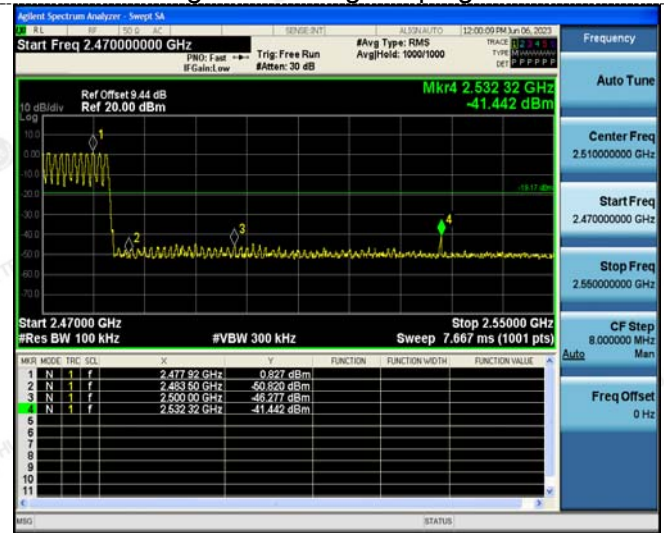 Agilent Spectrum Analyzer - Swept SA
RL RF 50 Ω AC SENSE:INT ALIGNAUTO 12:00:09 PM Jun 06, 2023
Start Freq 2.470000000 GHz
PNO: Fast
IFGain:Low
Trig: Free Run
#Atten: 30 dB
#Avg Type: RMS
Avg|Hold: 1000/1000
TRACE 1 2 3 4 5 6
TYPE
DET P P P P P P
Ref Offset 9.44 dB
10 dB/div Ref 20.00 dBm
Log
Mkr4 2.532 32 GHz
-41.442 dBm
10.0
0.00
-10.0
-20.0
-30.0
-40.0
-50.0
-60.0
-70.0
1
2
3
4
-19.17 dBm
Start 2.47000 GHz
Stop 2.55000 GHz
#Res BW 100 kHz #VBW 300 kHz Sweep 7.667 ms (1001 pts)
MKR MODE TRC SCL X Y FUNCTION FUNCTION WIDTH FUNCTION VALUE
1 N 1 f 2.477 92 GHz 0.827 dBm
2 N 1 f 2.483 50 GHz -50.820 dBm
3 N 1 f 2.500 00 GHz -46.277 dBm
4 N 1 f 2.532 32 GHz -41.442 dBm
5
6
7
8
9
10
11
MSG STATUS
Frequency
Auto Tune
Center Freq
2.510000000 GHz
Start Freq
2.470000000 GHz
Stop Freq
2.550000000 GHz
CF Step
8.000000 MHz
Auto Man
Freq Offset
0 Hz